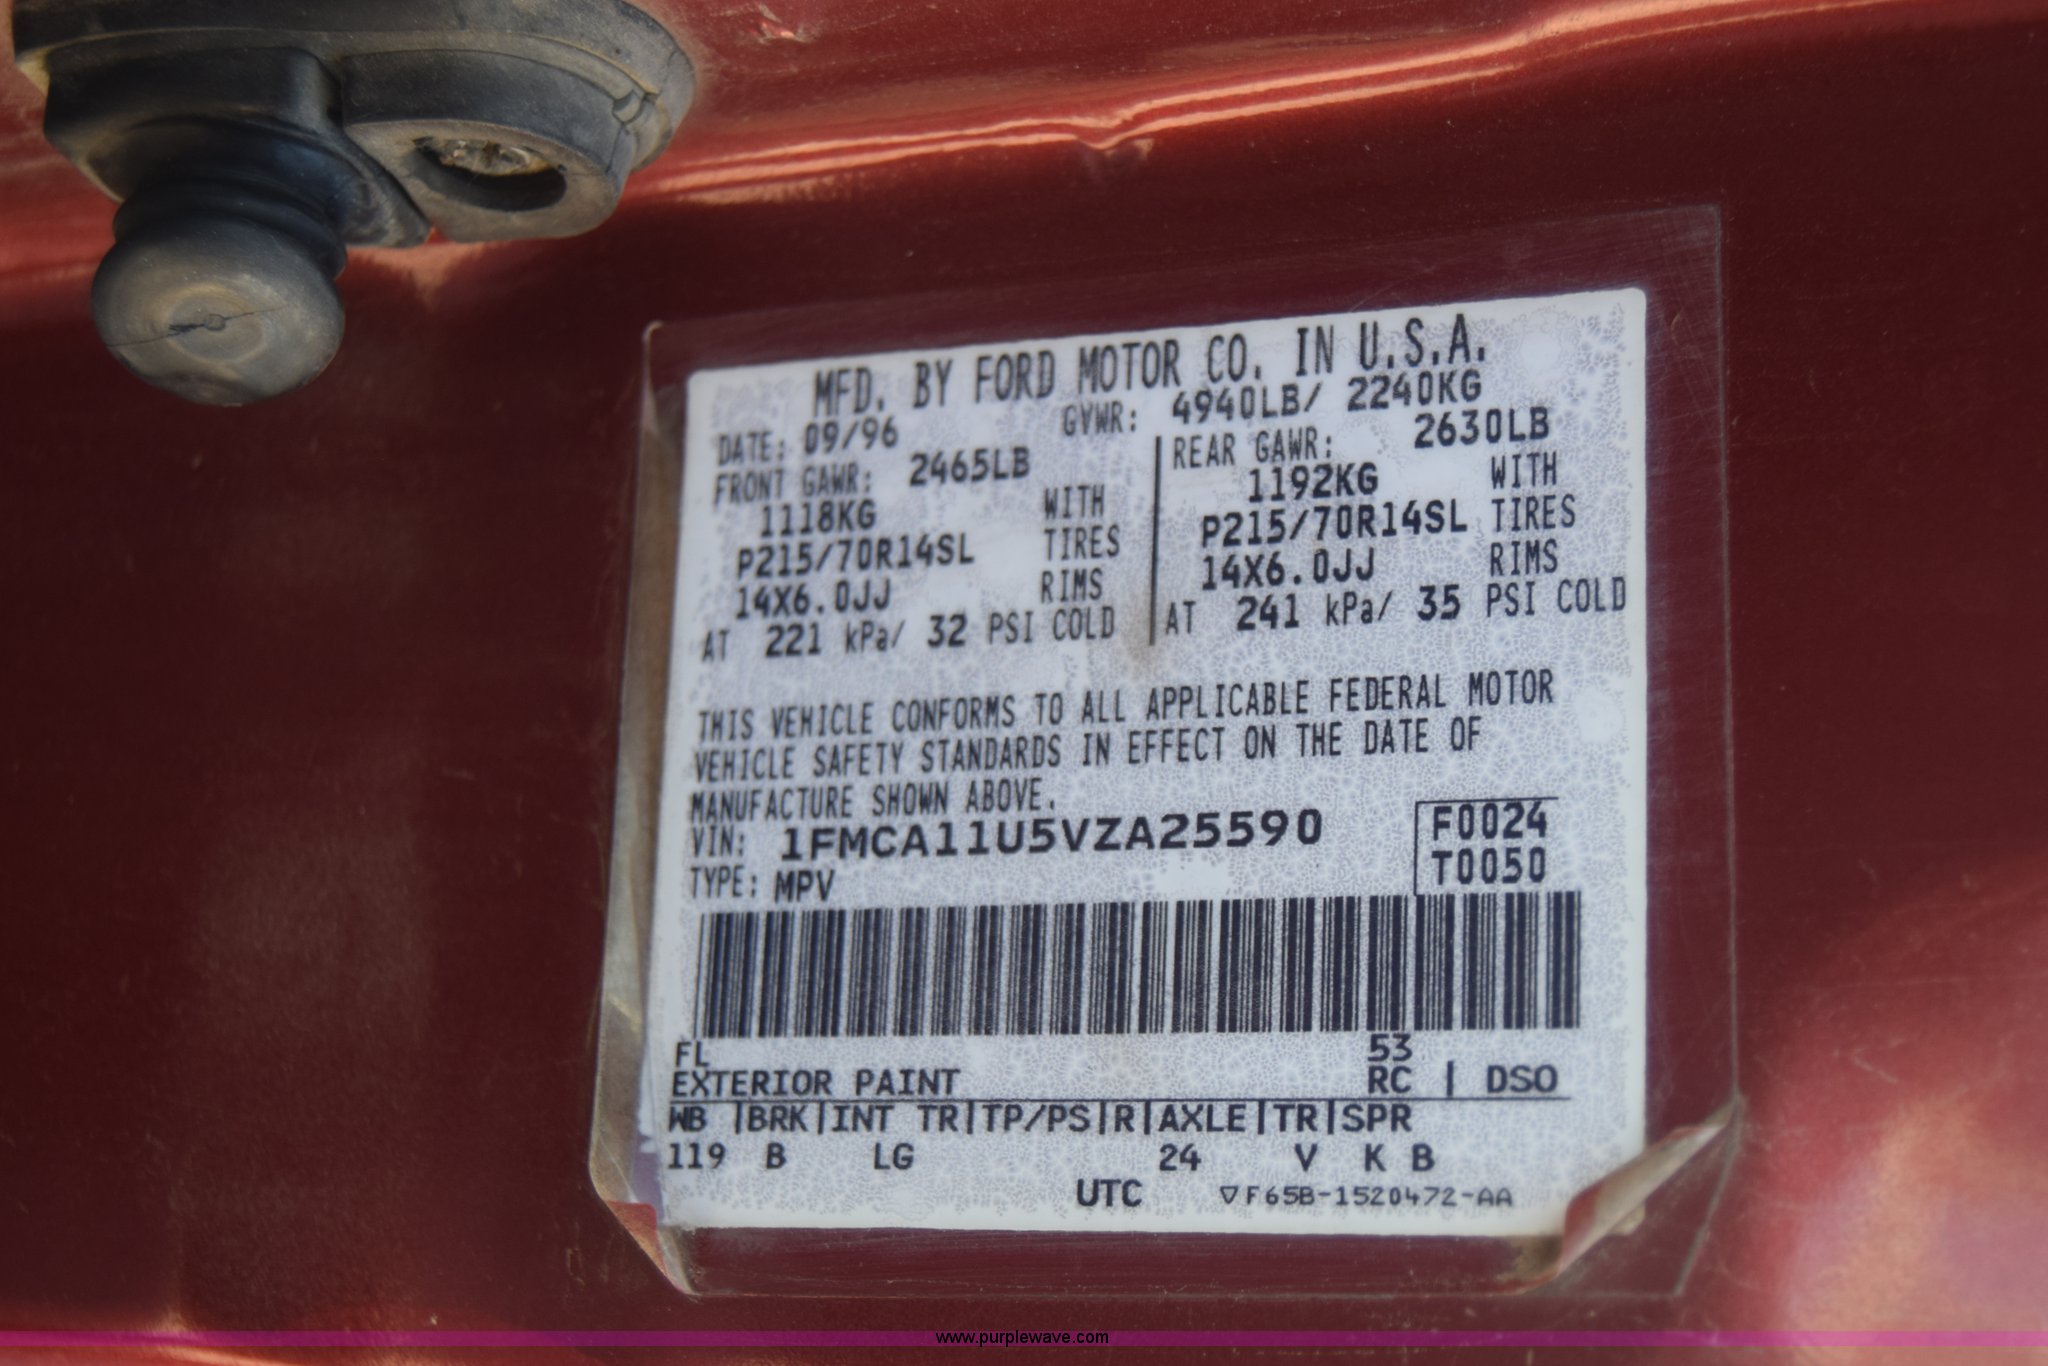 MFD. BY FORD MOTOR CO. IN U.S.A.
DATE: 09/96 GVWR: 4940LB/ 2240KG
FRONT GAWR: 2465LB
1118KG WITH
P215/70R14SL TIRES
14X6.0JJ RIMS
AT 221 kPa/ 32 PSI COLD
REAR GAWR: 2630LB
1192KG WITH
P215/70R14SL TIRES
14X6.0JJ RIMS
AT 241 kPa/ 35 PSI COLD
THIS VEHICLE CONFORMS TO ALL APPLICABLE FEDERAL MOTOR
VEHICLE SAFETY STANDARDS IN EFFECT ON THE DATE OF
MANUFACTURE SHOWN ABOVE.
VIN: 1FMCA11U5VZA25590
TYPE: MPV
F0024
T0050
FL 53
EXTERIOR PAINT RC | DSO
WB |BRK|INT TR|TP/PS|R|AXLE|TR|SPR
119 B LG 24 V K B
UTC ▽F65B-1520472-AA
www.purplewave.com